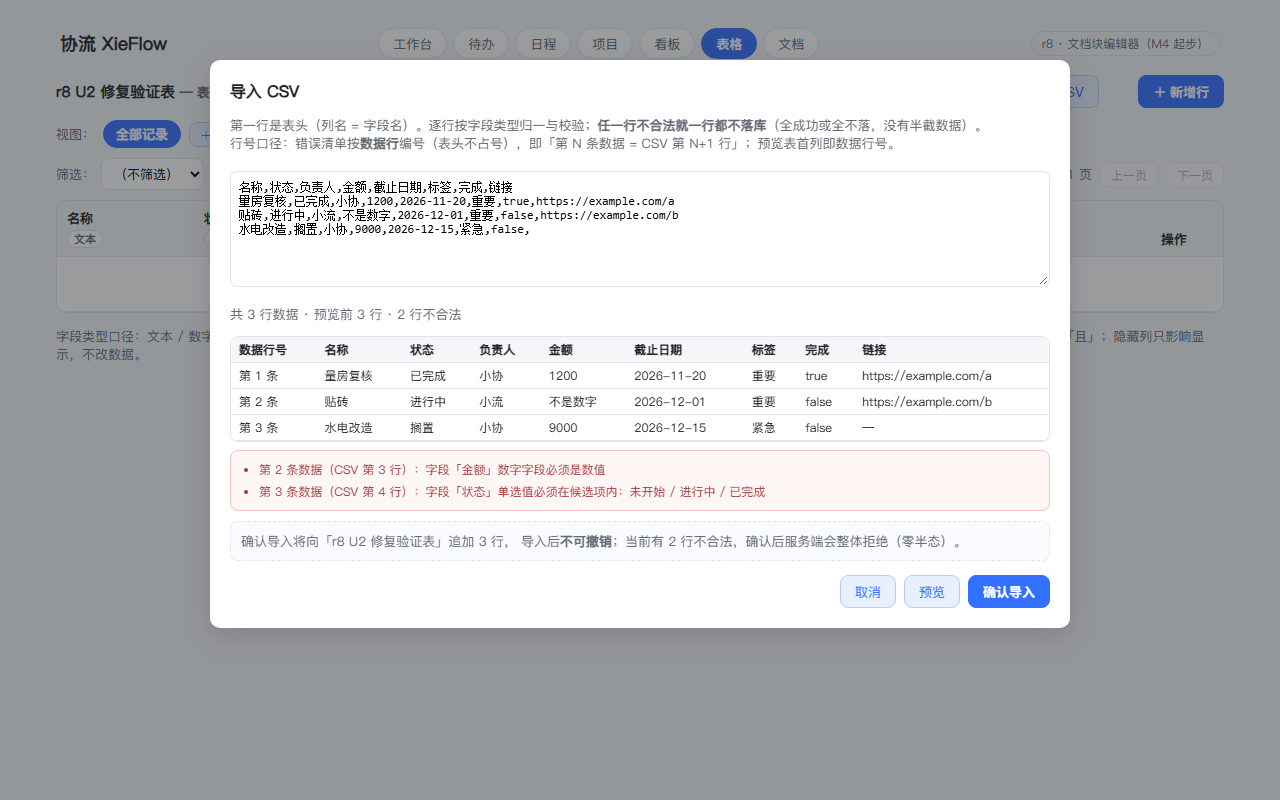 协流 XieFlow
工作台 待办 日程 项目 看板 表格 文档
r8 · 文档块编辑器（M4 起步）
r8 U2 修复验证表 — 表
SV
＋ 新增行
视图： 全部记录 ＋
筛选： （不筛选）
页 上一页 下一页
名称
文本
操作
字段类型口径：文本 / 数字
「且」；隐藏列只影响显
示，不改数据。
导入 CSV
第一行是表头（列名 = 字段名）。逐行按字段类型归一与校验；任一行不合法就一行都不落库（全成功或全不落，没有半截数据）。
行号口径：错误清单按数据行编号（表头不占号），即「第 N 条数据 = CSV 第 N+1 行」；预览表首列即数据行号。
名称,状态,负责人,金额,截止日期,标签,完成,链接
量房复核,已完成,小协,1200,2026-11-20,重要,true,https://example.com/a
贴砖,进行中,小流,不是数字,2026-12-01,重要,false,https://example.com/b
水电改造,搁置,小协,9000,2026-12-15,紧急,false,
共 3 行数据 · 预览前 3 行 · 2 行不合法
数据行号 名称 状态 负责人 金额 截止日期 标签 完成 链接
第 1 条 量房复核 已完成 小协 1200 2026-11-20 重要 true https://example.com/a
第 2 条 贴砖 进行中 小流 不是数字 2026-12-01 重要 false https://example.com/b
第 3 条 水电改造 搁置 小协 9000 2026-12-15 紧急 false —
• 第 2 条数据（CSV 第 3 行）：字段「金额」数字字段必须是数值
• 第 3 条数据（CSV 第 4 行）：字段「状态」单选值必须在候选项内：未开始 / 进行中 / 已完成
确认导入将向「r8 U2 修复验证表」追加 3 行， 导入后不可撤销；当前有 2 行不合法，确认后服务端会整体拒绝（零半态）。
取消 预览 确认导入